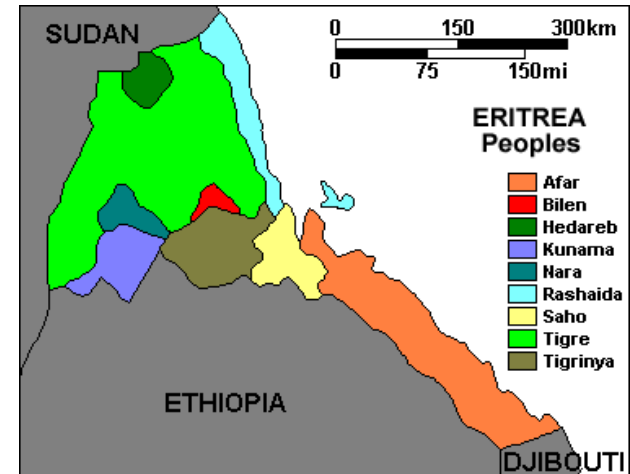 SUDAN
0 150 300km
0 75 150mi
ERITREA
Peoples
Afar
Bilen
Hedareb
Kunama
Nara
Rashaida
Saho
Tigre
Tigrinya
ETHIOPIA
DJIBOUTI